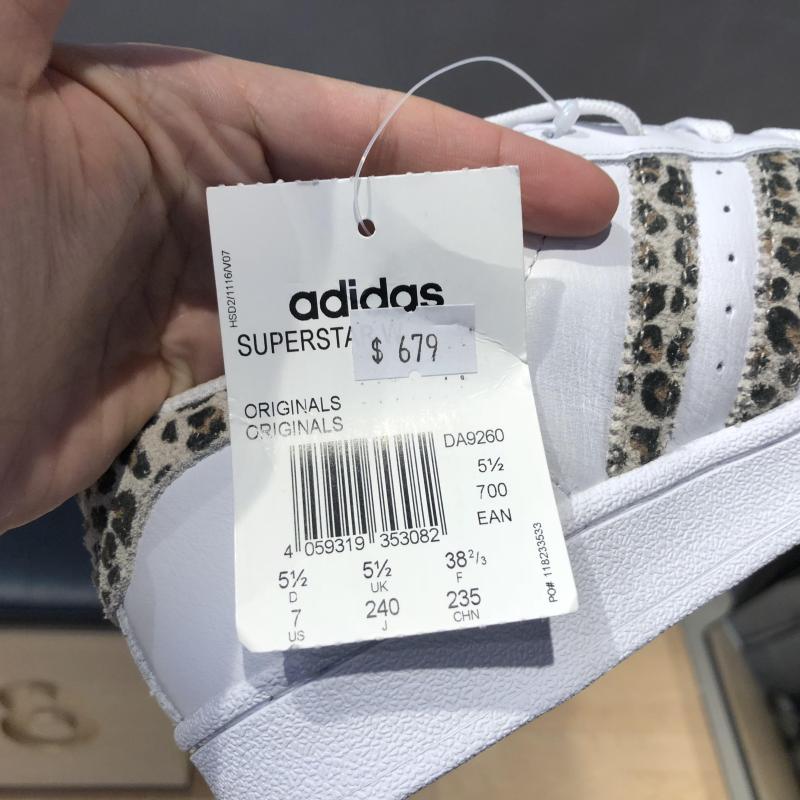 HSD2/1116/V07
adidas
SUPERSTAR
$ 679
ORIGINALS
ORIGINALS
DA9260
5½
700
EAN
4 059319 353082
5½ 5½ 38²/₃
D UK F
7 240 235
US J CHN
PO# 118233533